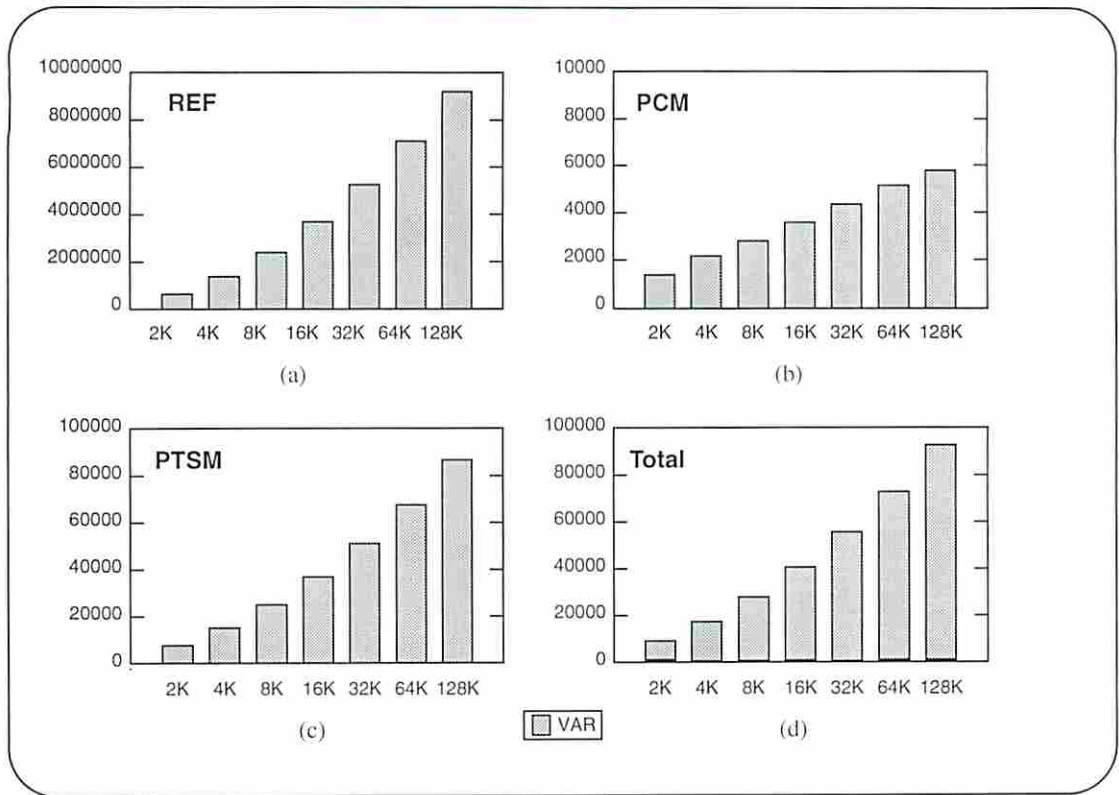 10000000
REF
8000000
6000000
4000000
2000000
0
2K 4K 8K 16K 32K 64K 128K
(a)
10000
PCM
8000
6000
4000
2000
0
2K 4K 8K 16K 32K 64K 128K
(b)
100000
PTSM
80000
60000
40000
20000
0
2K 4K 8K 16K 32K 64K 128K
(c)
100000
Total
80000
60000
40000
20000
0
2K 4K 8K 16K 32K 64K 128K
(d)
VAR